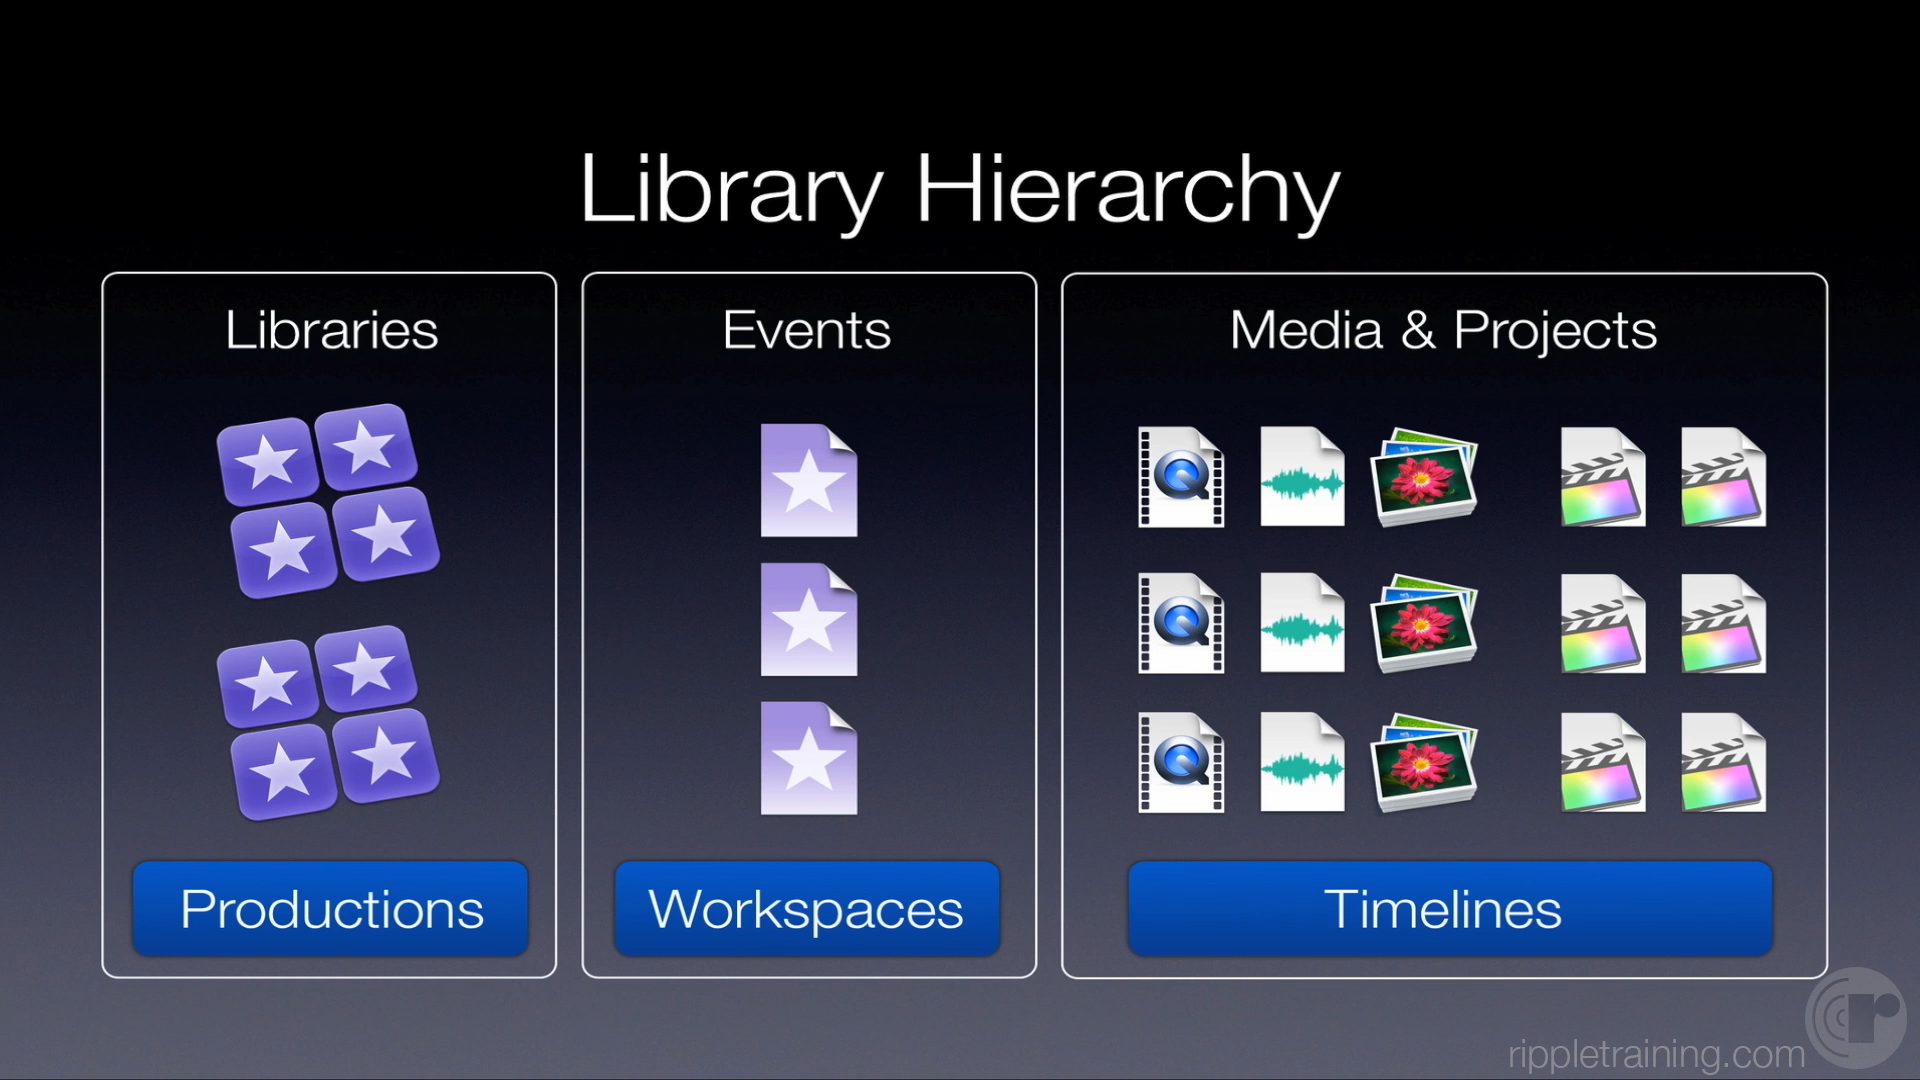 Library Hierarchy
Libraries
Events
Media & Projects
Productions
Workspaces
Timelines
rippletraining.com